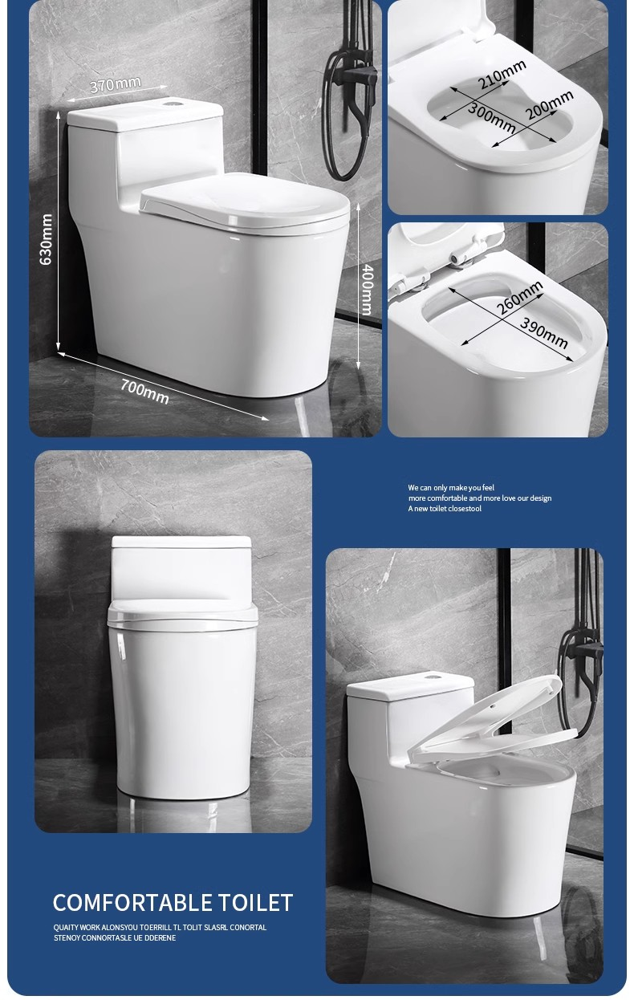 370mm
630mm
400mm
700mm
210mm
200mm
300mm
260mm
390mm
We can only make you feel
more comfortable and more love our design
A new toilet closestool
COMFORTABLE TOILET
QUAITY WORK ALONSYOU TOERRILL TL TOLIT SLASRL CONORTAL
STENOY CONNORTASLE UE DDERENE